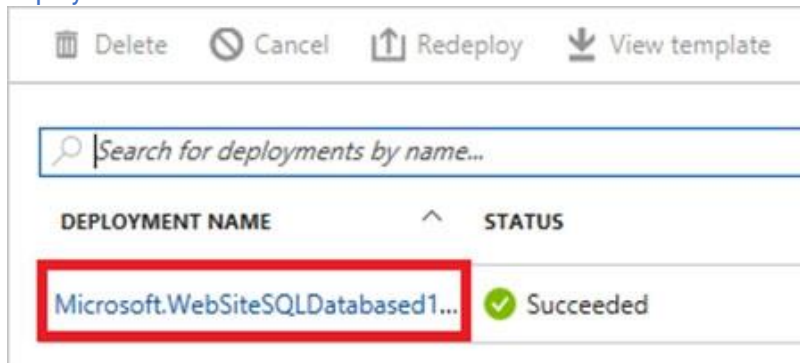 Delete Cancel Redeploy View template
Search for deployments by name...
DEPLOYMENT NAME STATUS
Microsoft.WebSiteSQLDatabased1... Succeeded